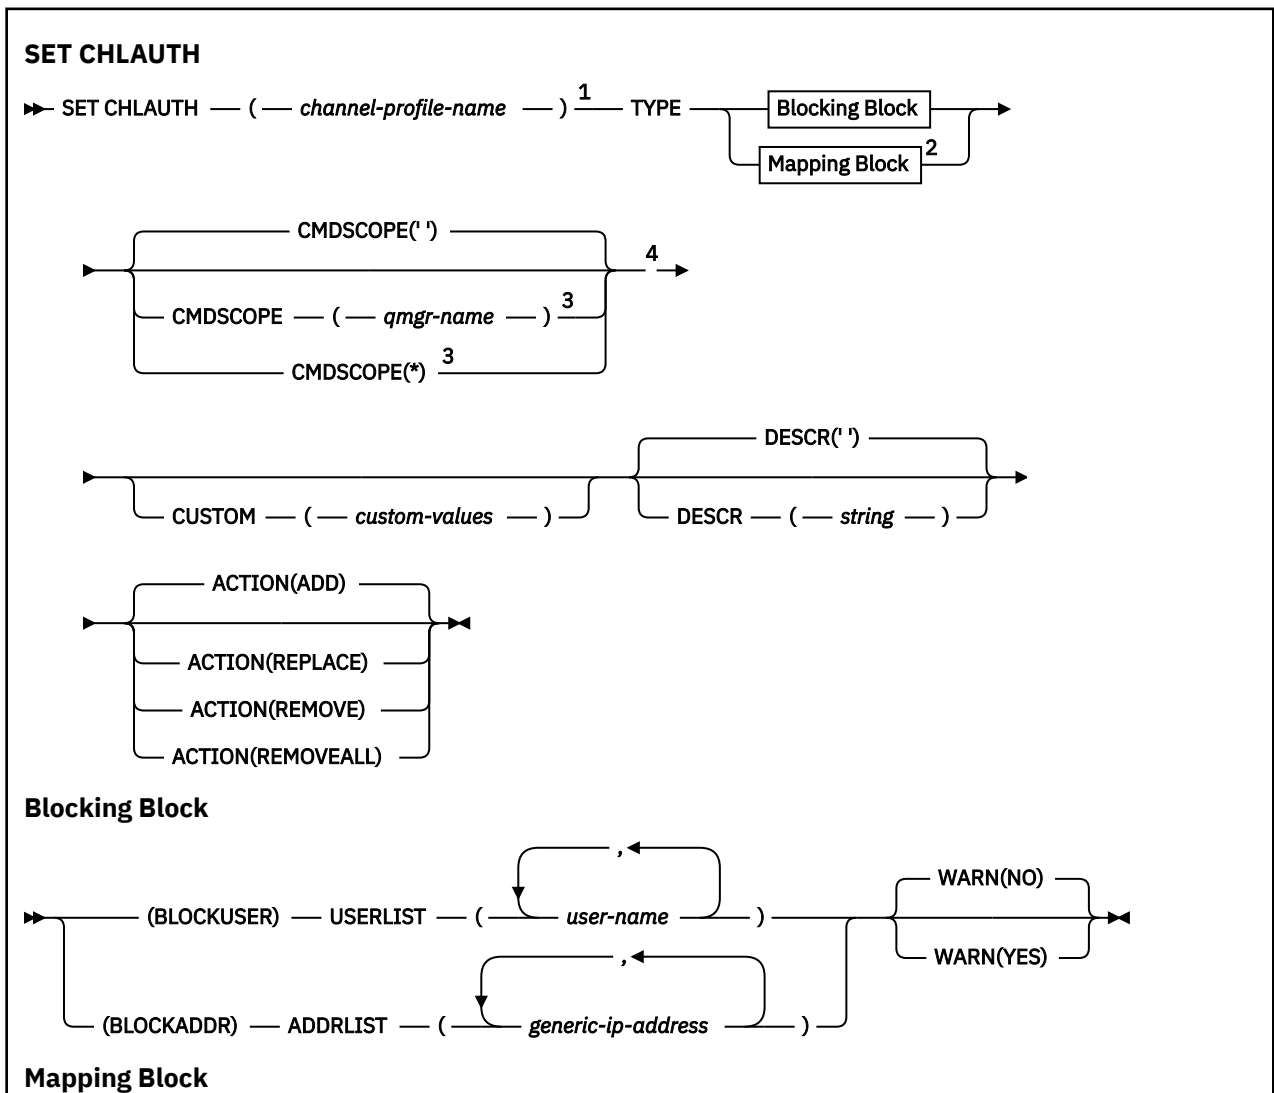 SET CHLAUTH
SET CHLAUTH ( channel-profile-name ) 1 TYPE Blocking Block
Mapping Block 2
CMDSCOPE(' ')
4
CMDSCOPE ( qmgr-name ) 3
CMDSCOPE(*) 3
DESCR(' ')
CUSTOM ( custom-values ) DESCR ( string )
ACTION(ADD)
ACTION(REPLACE)
ACTION(REMOVE)
ACTION(REMOVEALL)
Blocking Block
,
WARN(NO)
(BLOCKUSER) USERLIST ( user-name )
WARN(YES)
,
(BLOCKADDR) ADDRLIST ( generic-ip-address )
Mapping Block